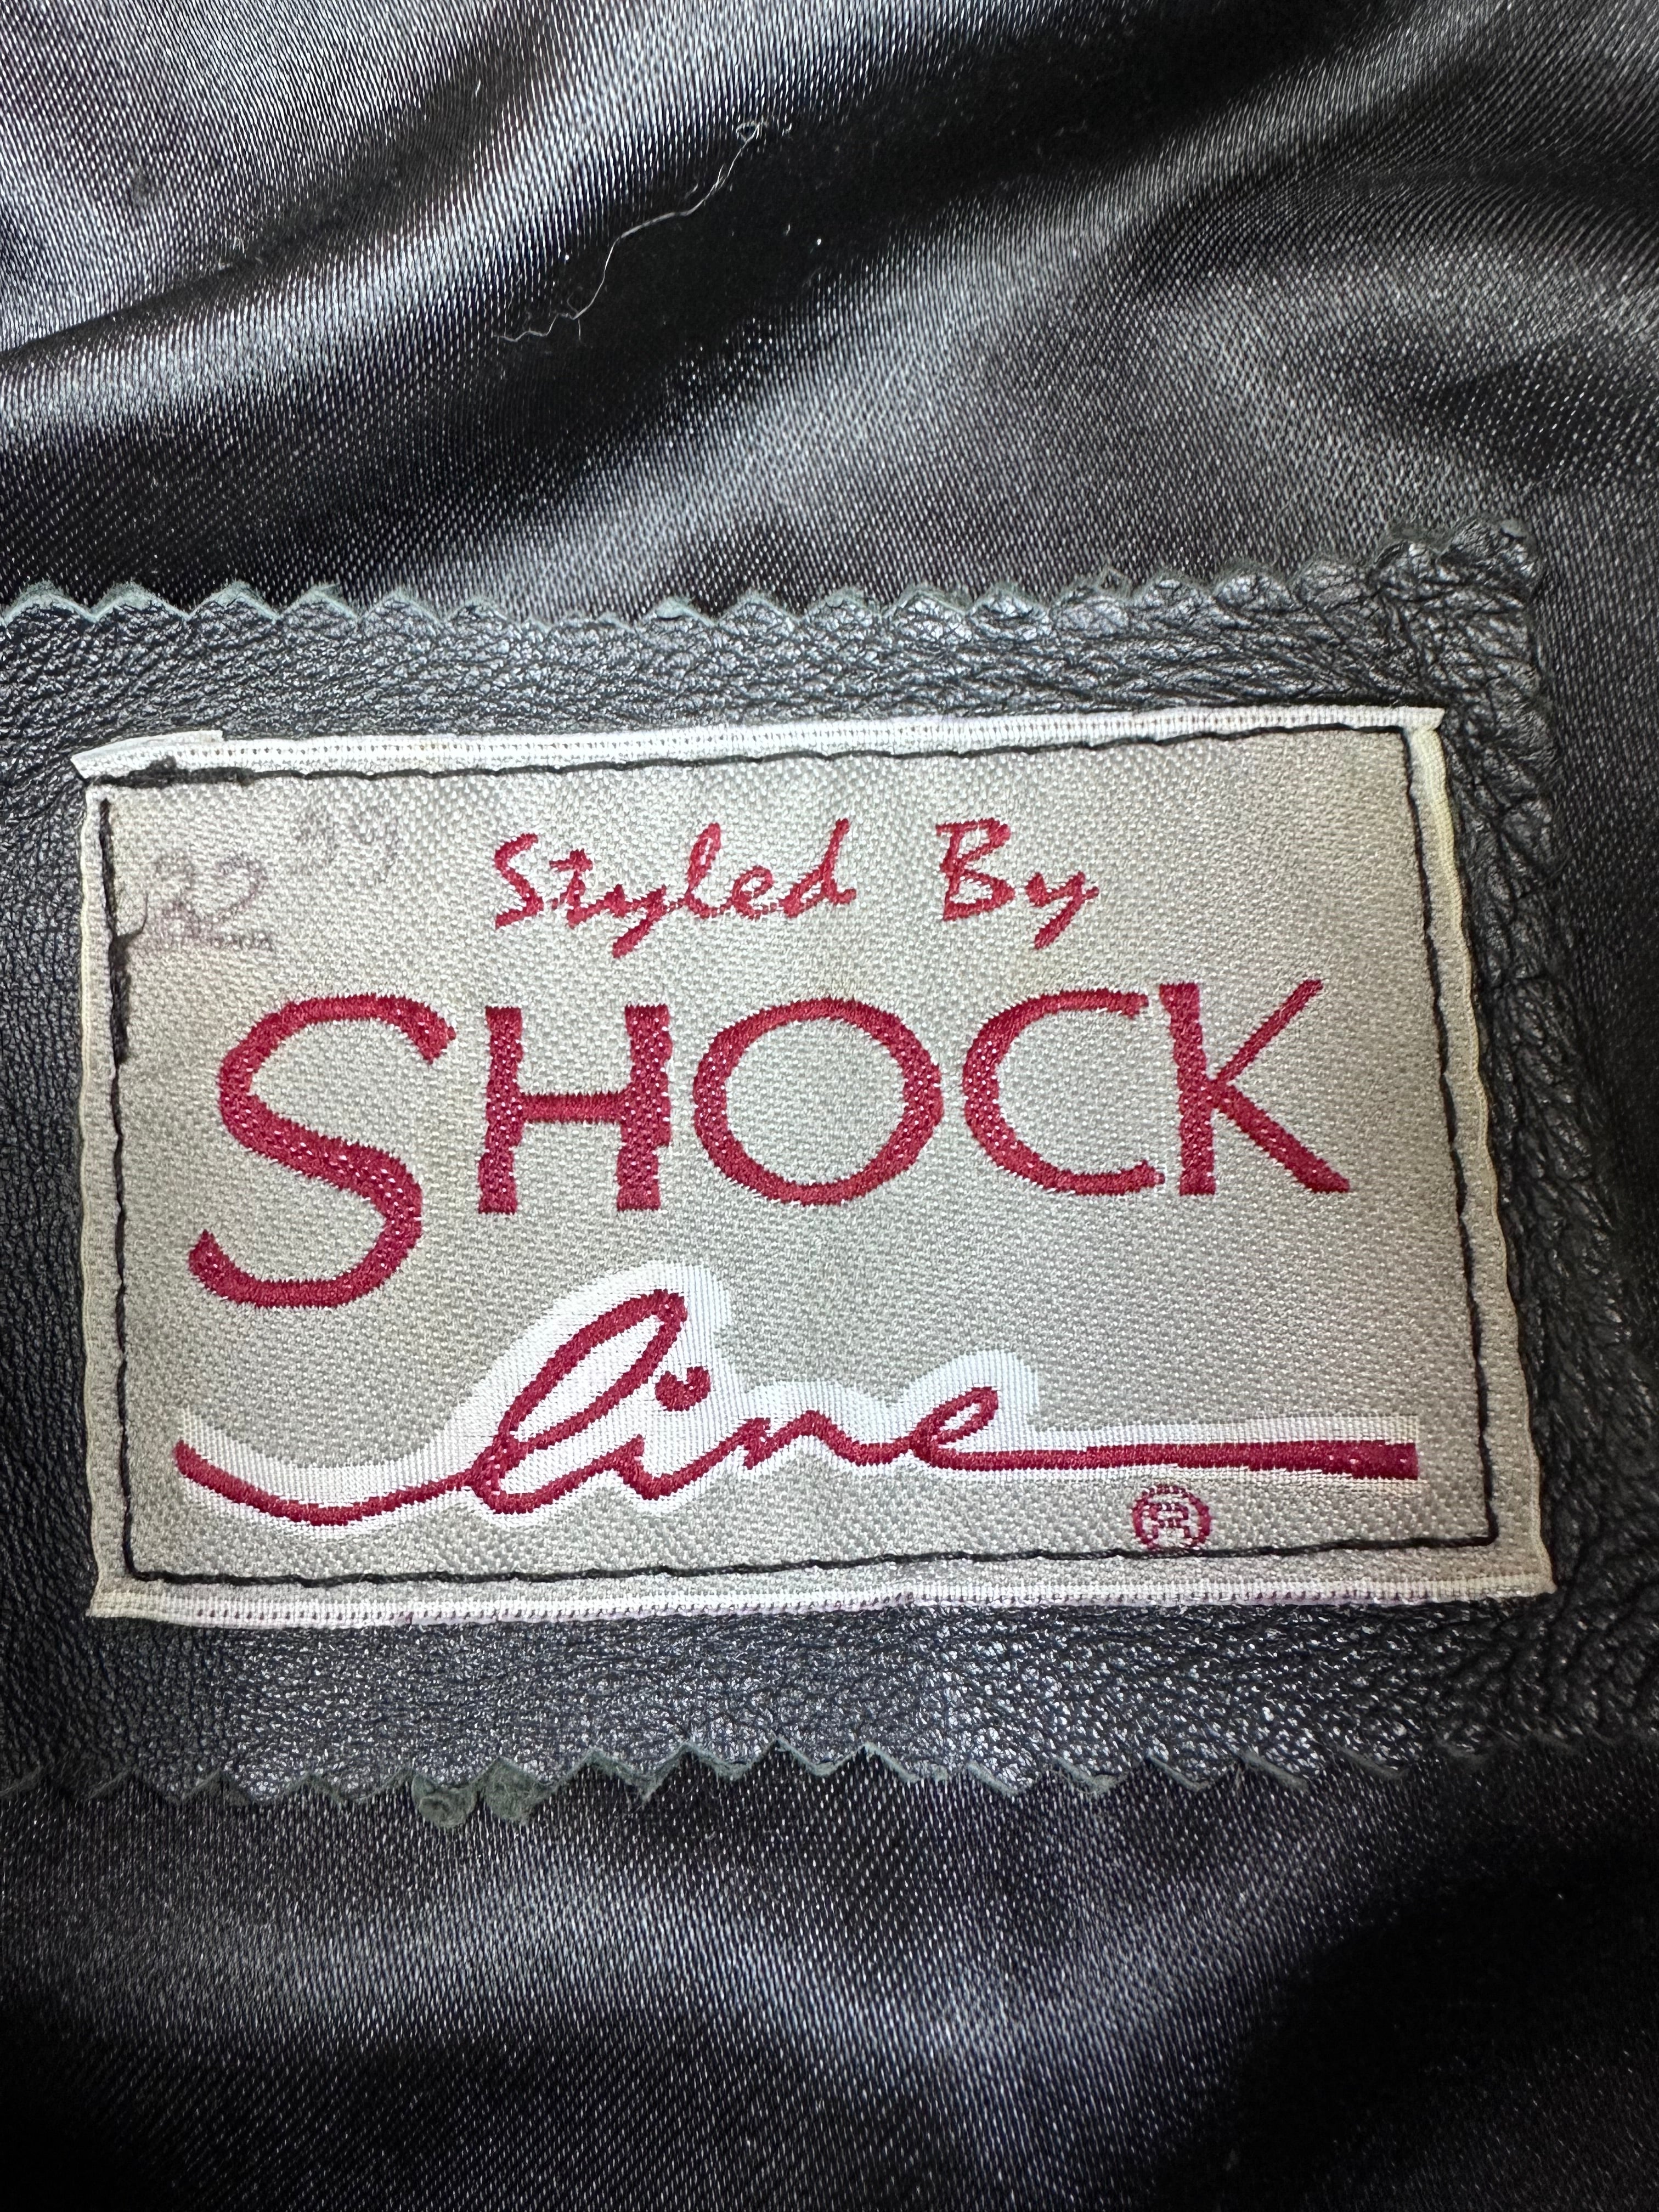 Styled By
SHOCK
line
®